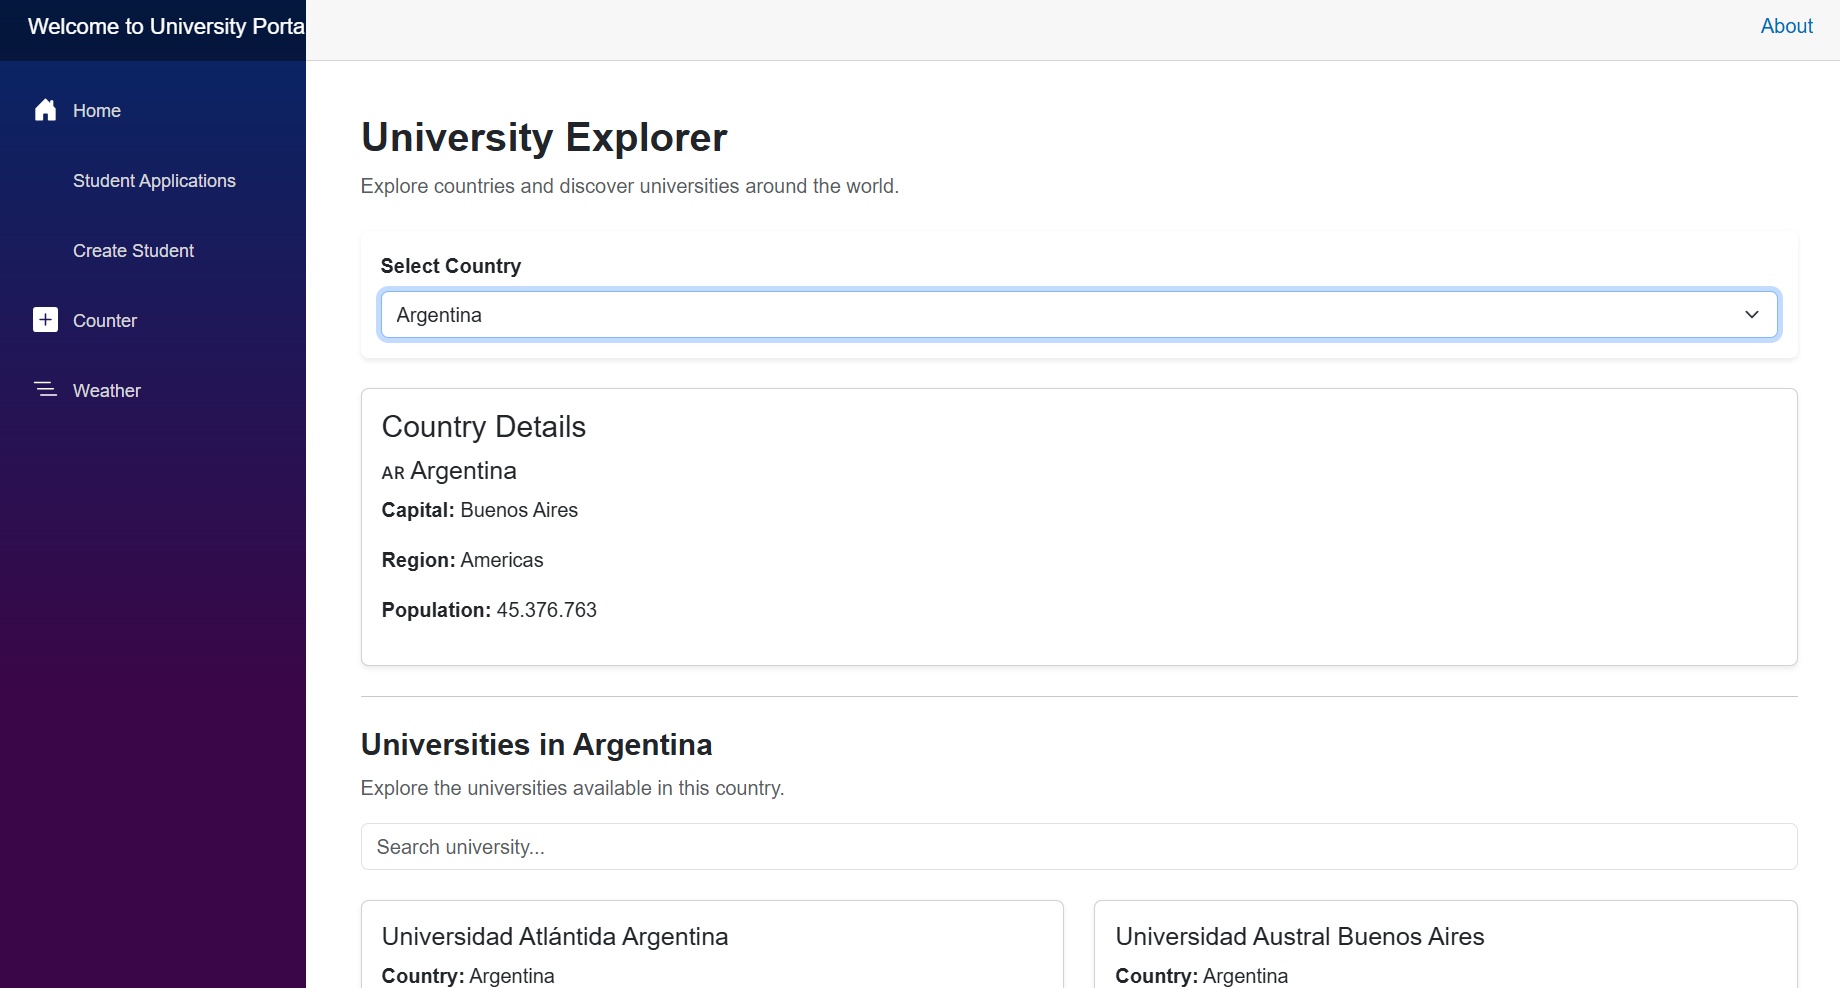 Welcome to University Porta
About
Home
Student Applications
Create Student
Counter
Weather
University Explorer
Explore countries and discover universities around the world.
Select Country
Argentina
Country Details
AR Argentina
Capital: Buenos Aires
Region: Americas
Population: 45.376.763
Universities in Argentina
Explore the universities available in this country.
Search university...
Universidad Atlántida Argentina
Country: Argentina
Universidad Austral Buenos Aires
Country: Argentina